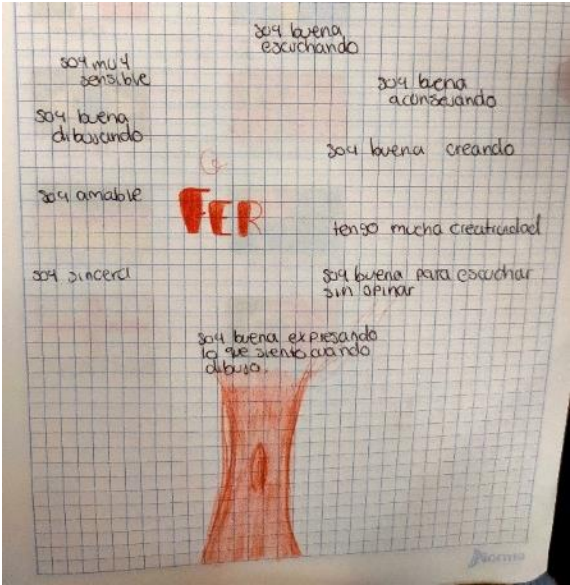 soy buena
escuchando
soy muy
sensible
soy buena
aconsejando
soy buena
dibujando
soy buena creando
soy amable
FER
tengo mucha creatividad
soy sincera
soy buena para escuchar
sin opinar
soy buena expresando
lo que siento cuando
dibujo.
Norma